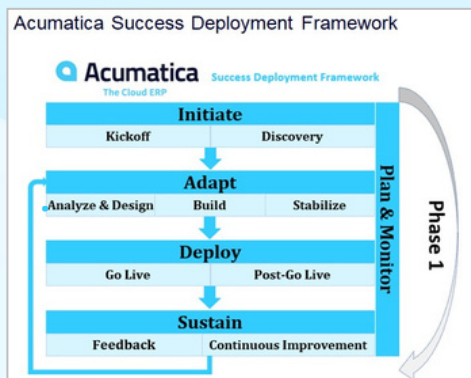 Acumatica Success Deployment Framework
Acumatica Success Deployment Framework
The Cloud ERP
Initiate
Kickoff Discovery
Adapt
Analyze & Design Build Stabilize
Deploy
Go Live Post-Go Live
Sustain
Feedback Continuous Improvement
Plan & Monitor
Phase 1